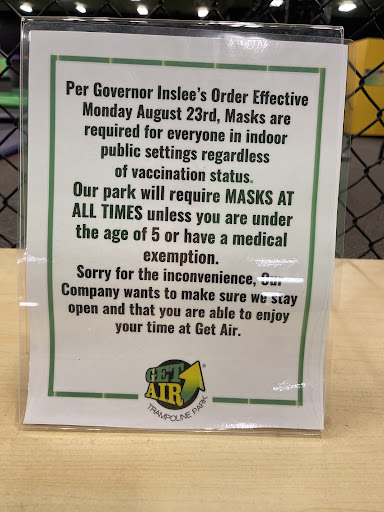 Per Governor Inslee's Order Effective
Monday August 23rd, Masks are
required for everyone in indoor
public settings regardless
of vaccination status.
Our park will require MASKS AT
ALL TIMES unless you are under
the age of 5 or have a medical
exemption.
Sorry for the inconvenience, Our
Company wants to make sure we stay
open and that you are able to enjoy
your time at Get Air.
GET
AIR
TRAMPOLINE PARK